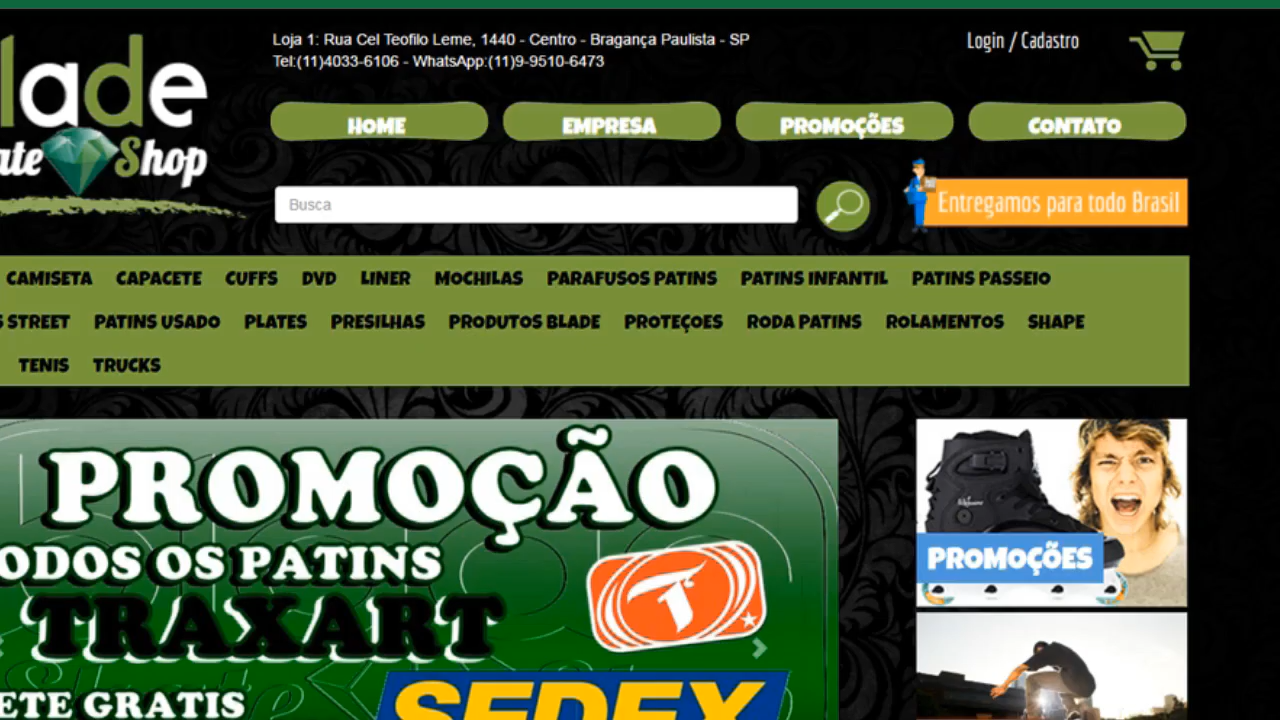 lade
ate Shop
Loja 1: Rua Cel Teofilo Leme, 1440 - Centro - Bragança Paulista - SP
Tel:(11)4033-6106 - WhatsApp:(11)9-9510-6473
Login / Cadastro
HOME
EMPRESA
PROMOÇÕES
CONTATO
Busca
Entregamos para todo Brasil
CAMISETA CAPACETE CUFFS DVD LINER MOCHILAS PARAFUSOS PATINS PATINS INFANTIL PATINS PASSEIO
S STREET PATINS USADO PLATES PRESILHAS PRODUTOS BLADE PROTEÇOES RODA PATINS ROLAMENTOS SHAPE
TENIS TRUCKS
PROMOÇÃO
ODOS OS PATINS
TRAXART
T
ETE GRATIS
SEDEX
PROMOÇÕES